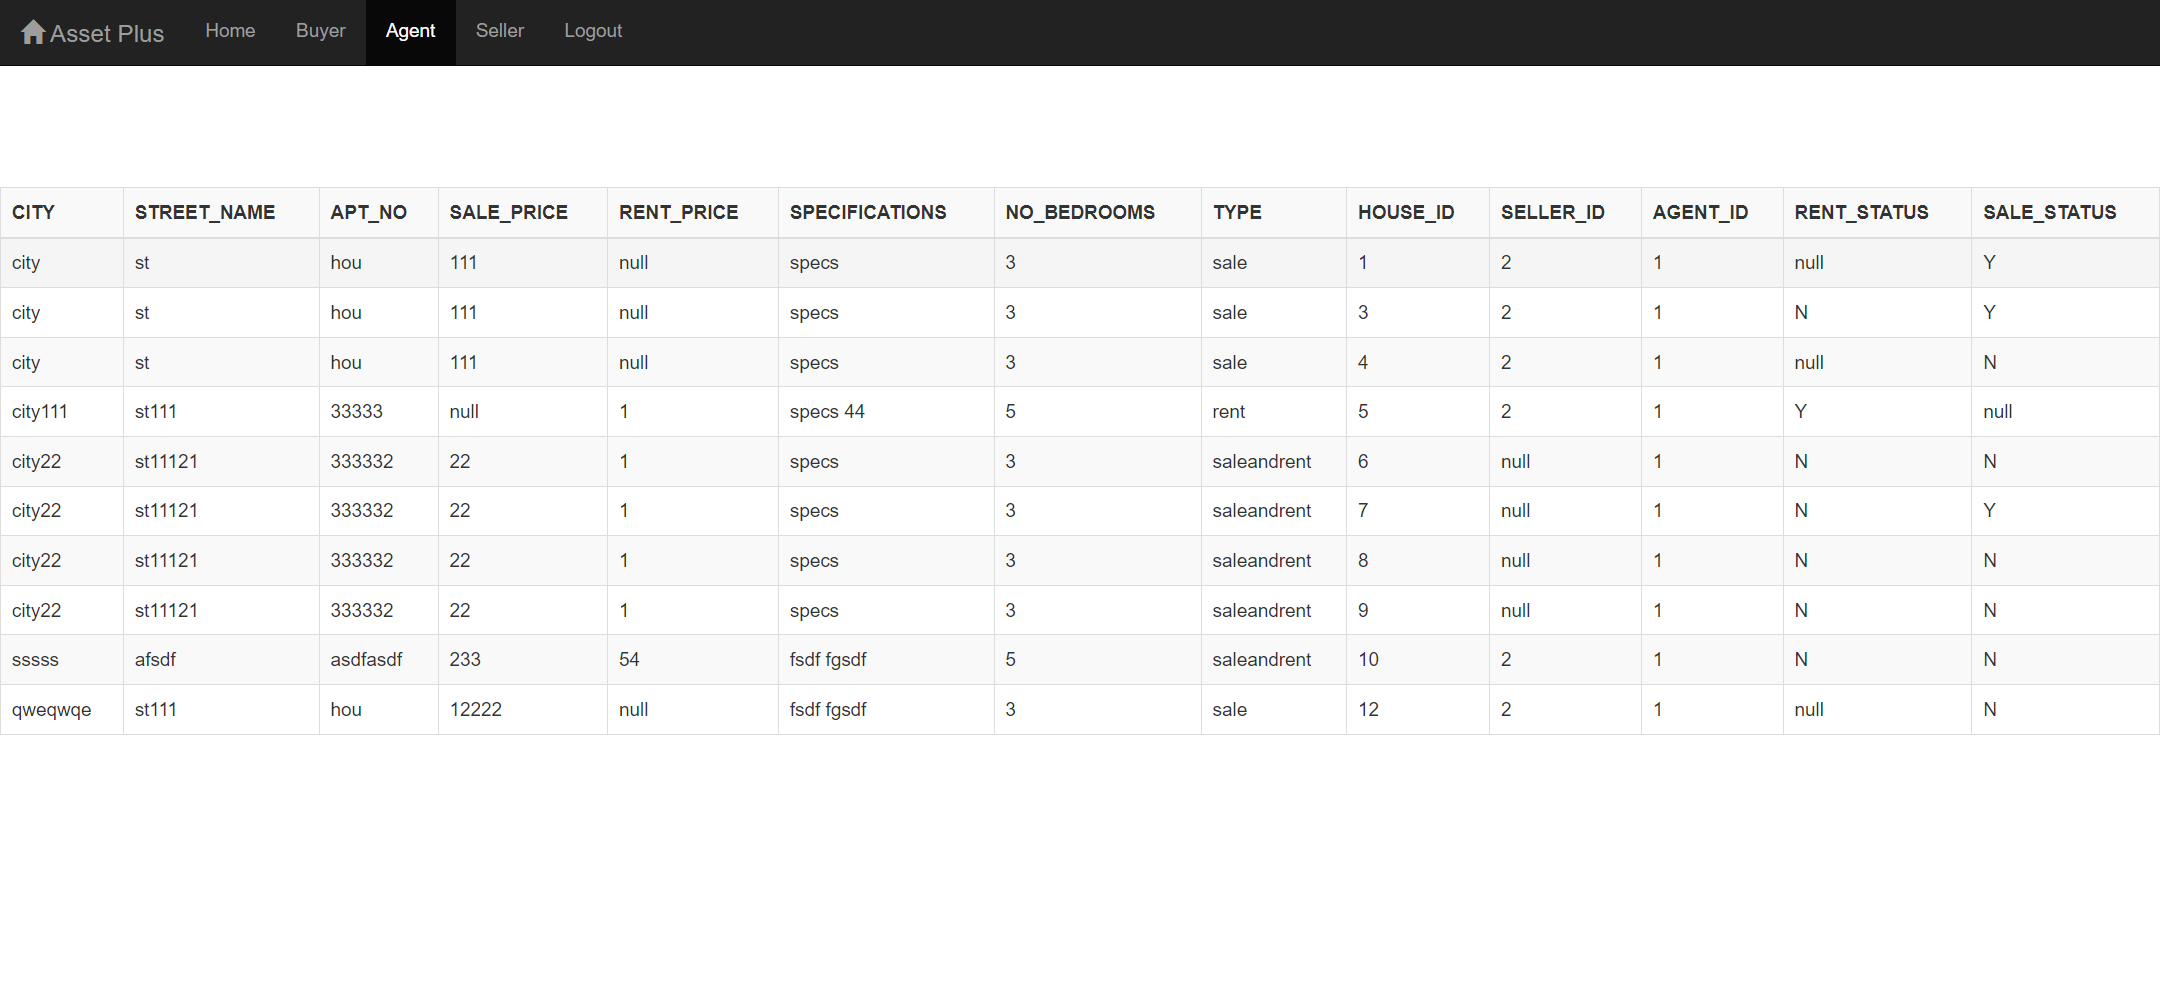 Asset Plus Home Buyer Agent Seller Logout
CITY STREET_NAME APT_NO SALE_PRICE RENT_PRICE SPECIFICATIONS NO_BEDROOMS TYPE HOUSE_ID SELLER_ID AGENT_ID RENT_STATUS SALE_STATUS
city st hou 111 null specs 3 sale 1 2 1 null Y
city st hou 111 null specs 3 sale 3 2 1 N Y
city st hou 111 null specs 3 sale 4 2 1 null N
city111 st111 33333 null 1 specs 44 5 rent 5 2 1 Y null
city22 st11121 333332 22 1 specs 3 saleandrent 6 null 1 N N
city22 st11121 333332 22 1 specs 3 saleandrent 7 null 1 N Y
city22 st11121 333332 22 1 specs 3 saleandrent 8 null 1 N N
city22 st11121 333332 22 1 specs 3 saleandrent 9 null 1 N N
sssss afsdf asdfasdf 233 54 fsdf fgsdf 5 saleandrent 10 2 1 N N
qweqwqe st111 hou 12222 null fsdf fgsdf 3 sale 12 2 1 null N